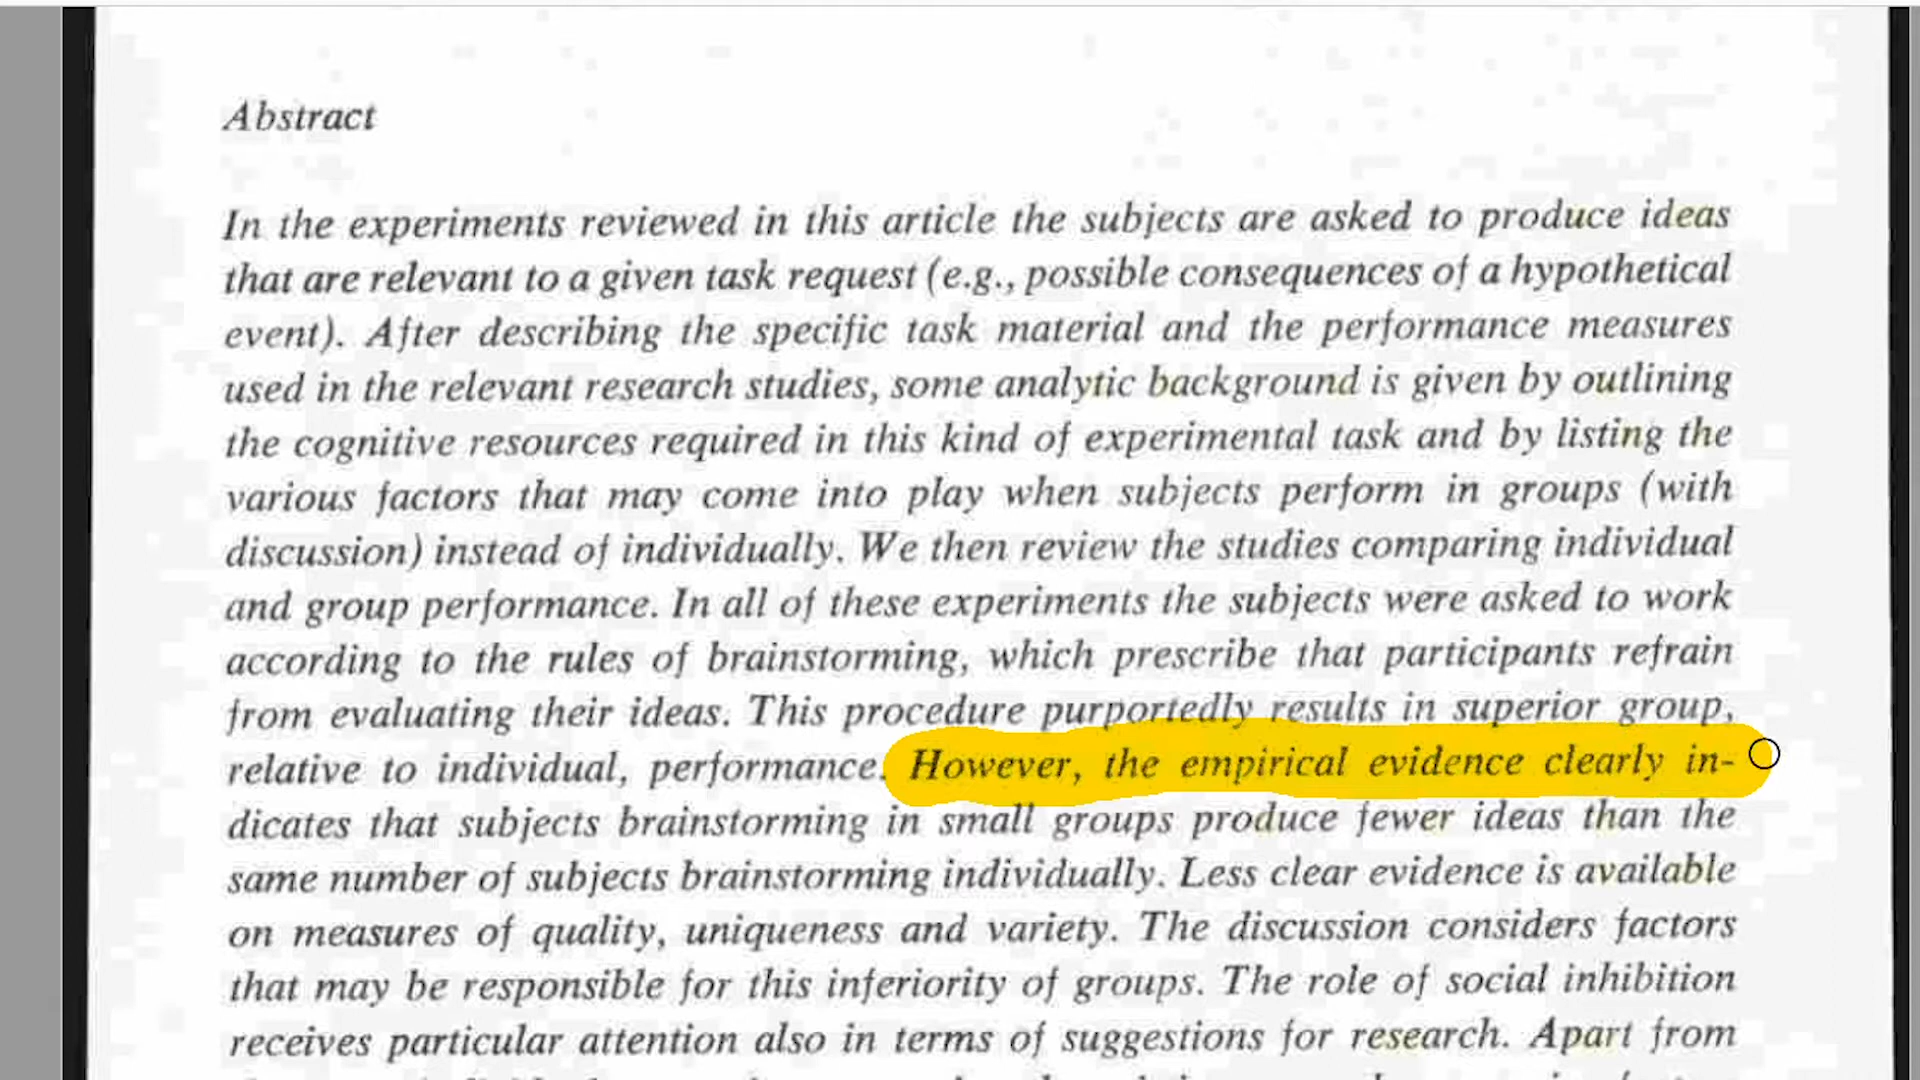 Abstract
In the experiments reviewed in this article the subjects are asked to produce ideas
that are relevant to a given task request (e.g., possible consequences of a hypothetical
event). After describing the specific task material and the performance measures
used in the relevant research studies, some analytic background is given by outlining
the cognitive resources required in this kind of experimental task and by listing the
various factors that may come into play when subjects perform in groups (with
discussion) instead of individually. We then review the studies comparing individual
and group performance. In all of these experiments the subjects were asked to work
according to the rules of brainstorming, which prescribe that participants refrain
from evaluating their ideas. This procedure purportedly results in superior group,
relative to individual, performance. However, the empirical evidence clearly in-
dicates that subjects brainstorming in small groups produce fewer ideas than the
same number of subjects brainstorming individually. Less clear evidence is available
on measures of quality, uniqueness and variety. The discussion considers factors
that may be responsible for this inferiority of groups. The role of social inhibition
receives particular attention also in terms of suggestions for research. Apart from